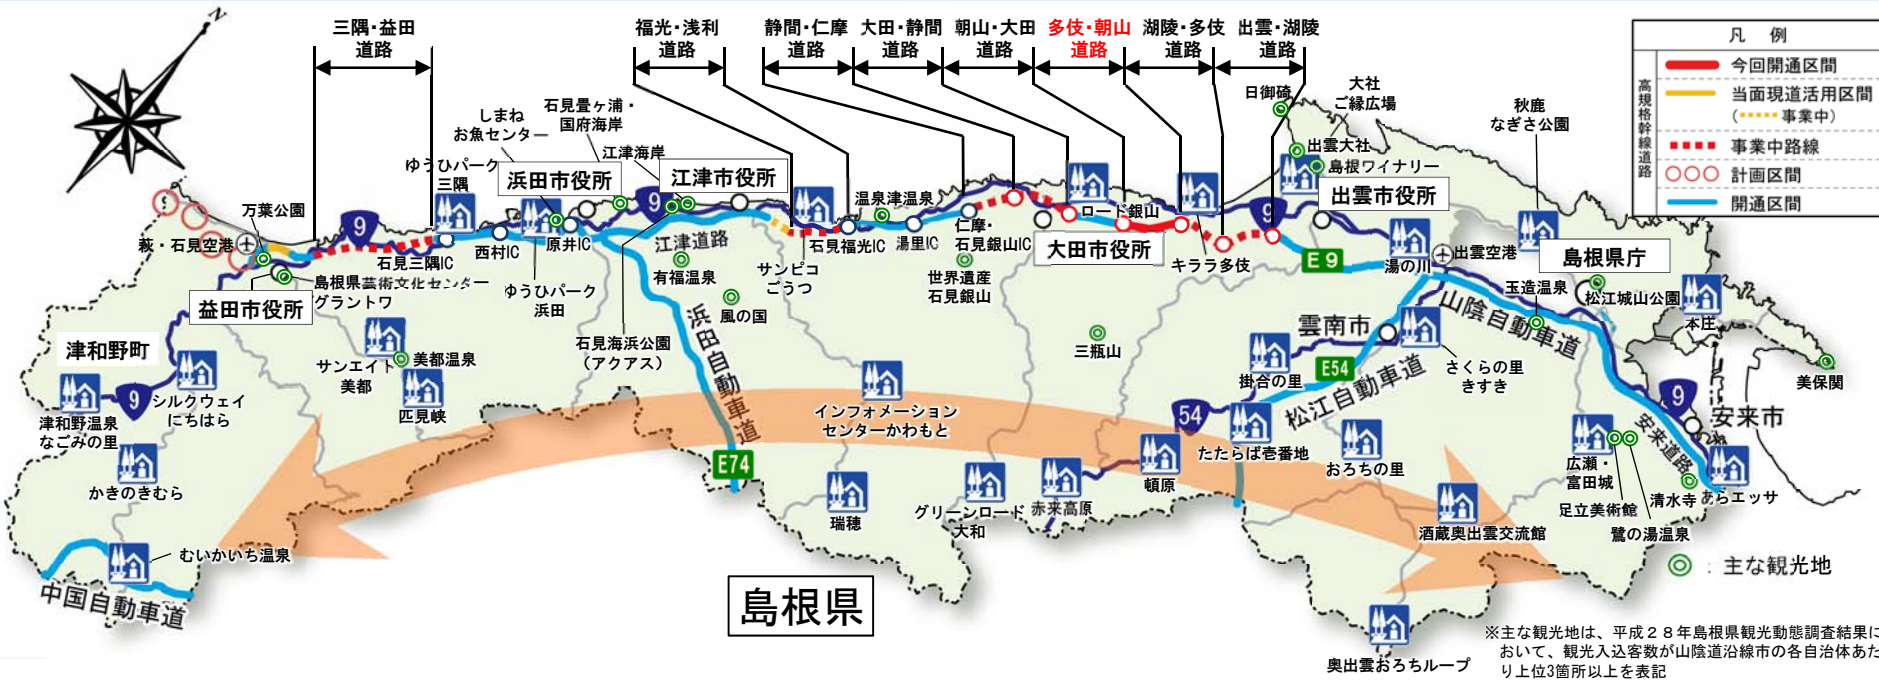 N
三隅・益田
道路
福光・浅利
道路
静間・仁摩
道路
大田・静間
道路
朝山・大田
道路
多伎・朝山
道路
湖陵・多伎
道路
出雲・湖陵
道路
凡 例
高規格幹線道路
今回開通区間
当面現道活用区間
( 事業中)
事業中路線
計画区間
開通区間
日御碕
大社
ご縁広場
出雲大社
島根ワイナリー
秋鹿
なぎさ公園
しまね
お魚センター
石見畳ヶ浦・
国府海岸
江津海岸
ゆうひパーク
三隅
浜田市役所
江津市役所
出雲市役所
万葉公園
萩・石見空港
9
9
9
温泉津温泉
ロード銀山
石見三隅IC
西村IC
原井IC
江津道路
石見福光IC
湯里IC
仁摩・
石見銀山IC
大田市役所
キララ多伎
E9
湯の川
出雲空港
島根県庁
益田市役所
島根県芸術文化センター
グラントワ
ゆうひパーク
浜田
有福温泉
サンピコ
ごうつ
世界遺産
石見銀山
玉造温泉
松江城山公園
本庄
風の国
浜田自動車道
石見海浜公園
(アクアス)
三瓶山
雲南市
山陰自動車道
さくらの里
きすき
掛合の里
E54
松江自動車道
美保関
津和野町
サンエイト
美都
美都温泉
匹見峡
津和野温泉
なごみの里
9
シルクウェイ
にちはら
かきのきむら
インフォメーション
センターかわもと
54
たたらば壱番地
おろちの里
9
安来市
安来道路
広瀬・
富田城
足立美術館
鷺の湯温泉
清水寺
あらエッサ
E74
瑞穂
グリーンロード
大和
赤来高原
頓原
酒蔵奥出雲交流館
むいかいち温泉
中国自動車道
島根県
奥出雲おろちループ
: 主な観光地
※主な観光地は、平成28年島根県観光動態調査結果に
おいて、観光入込客数が山陰道沿線市の各自治体あた
り上位3箇所以上を表記